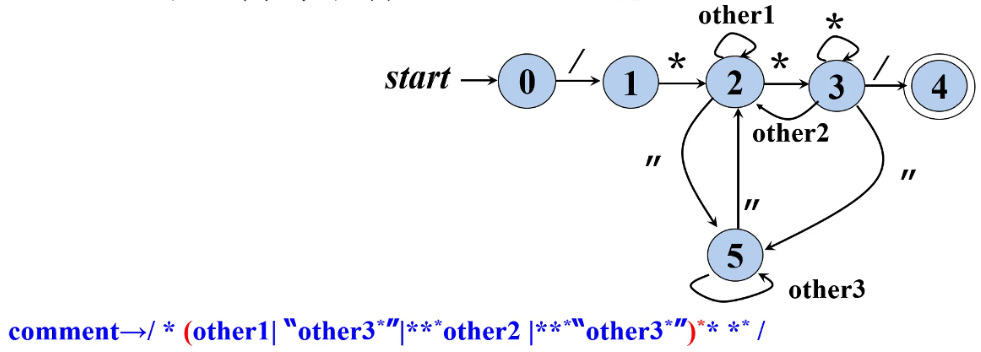 other1
*
start
/
*
*
/
0
1
2
3
4
other2
"
"
"
5
other3
comment→/ * (other1| "other3*"|***other2 |***"other3*")** ** /